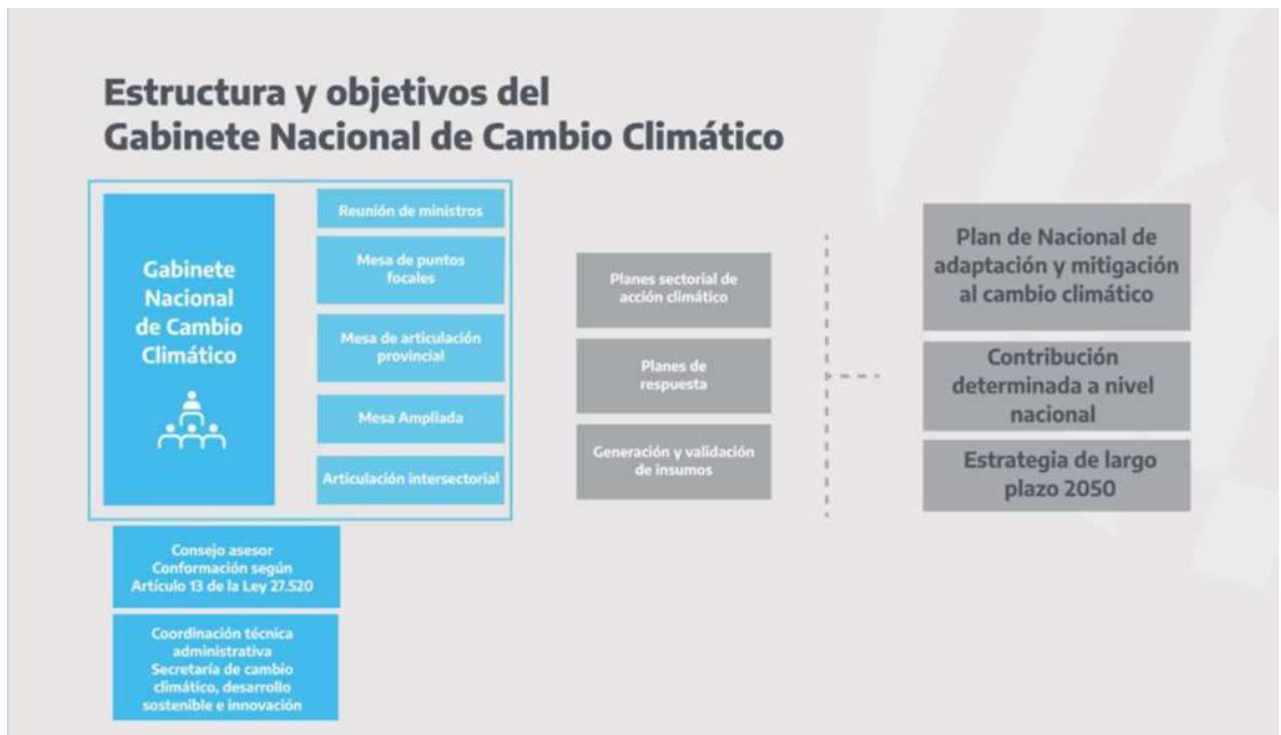 Estructura y objetivos del
Gabinete Nacional de Cambio Climático
Gabinete
Nacional
de Cambio
Climático
Reunión de ministros
Mesa de puntos
focales
Mesa de articulación
provincial
Mesa Ampliada
Articulación intersectorial
Consejo asesor
Conformación según
Artículo 13 de la Ley 27.520
Coordinación técnica
administrativa
Secretaría de cambio
climático, desarrollo
sostenible e innovación
Planes sectorial de
acción climático
Planes de
respuesta
Generación y validación
de insumos
Plan de Nacional de
adaptación y mitigación
al cambio climático
Contribución
determinada a nivel
nacional
Estrategia de largo
plazo 2050